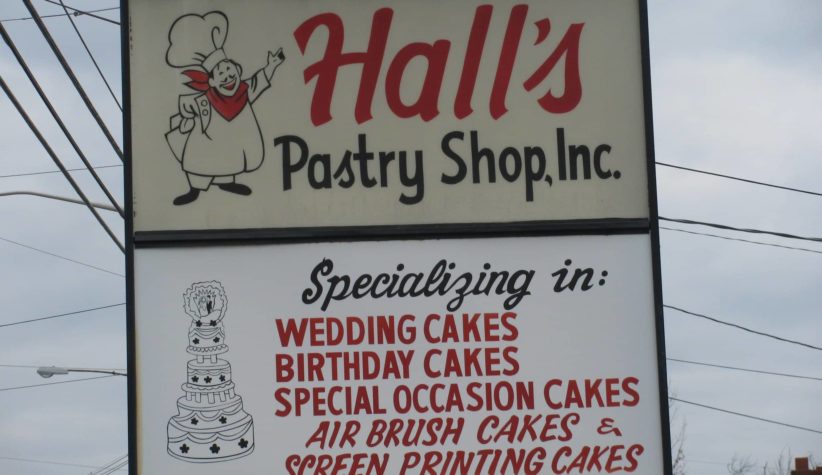 Hall's
Pastry Shop, Inc.
Specializing in:
WEDDING CAKES
BIRTHDAY CAKES
SPECIAL OCCASION CAKES
AIR BRUSH CAKES &
SCREEN PRINTING CAKES